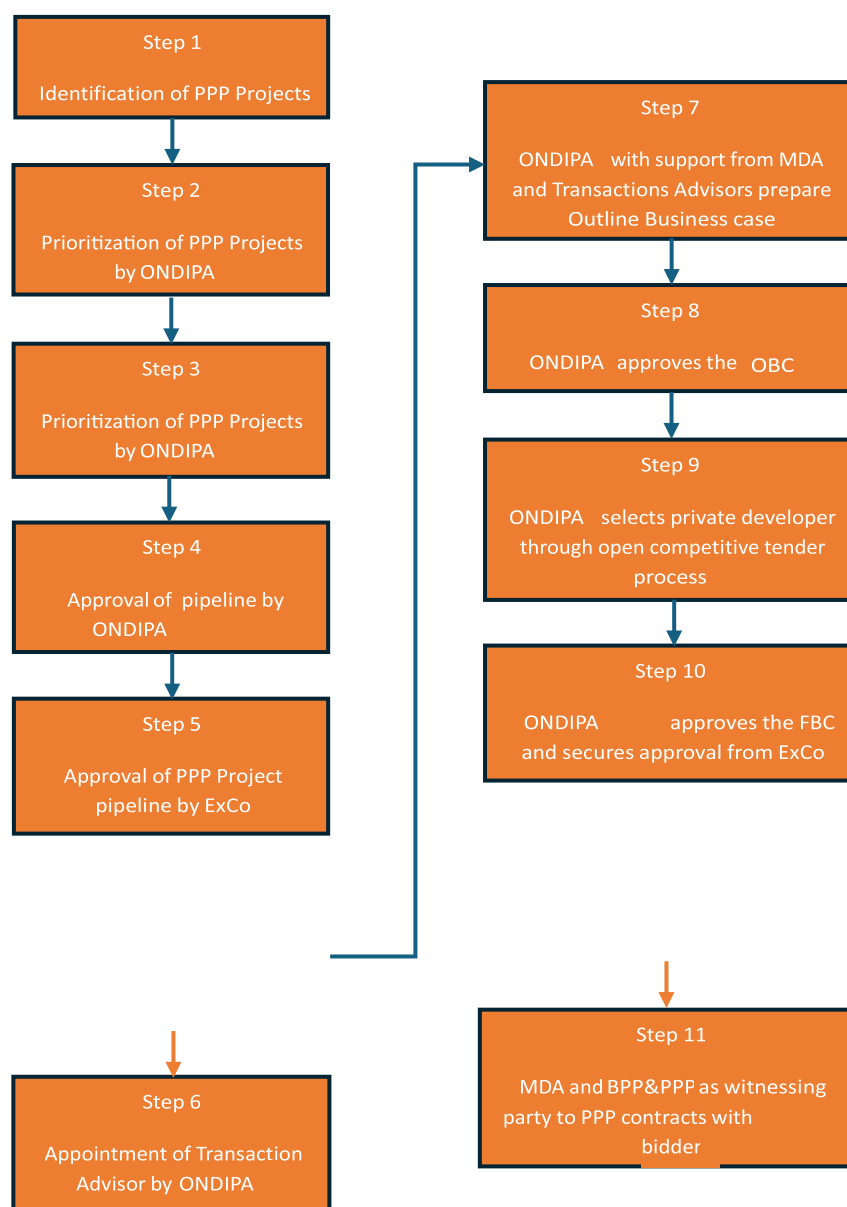 Step 1
Identification of PPP Projects
Step 2
Prioritization of PPP Projects
by ONDIPA
Step 3
Prioritization of PPP Projects
by ONDIPA
Step 4
Approval of pipeline by
ONDIPA
Step 5
Approval of PPP Project
pipeline by ExCo
Step 6
Appointment of Transaction
Advisor by ONDIPA
Step 7
ONDIPA with support from MDA
and Transactions Advisors prepare
Outline Business case
Step 8
ONDIPA approves the OBC
Step 9
ONDIPA selects private developer
through open competitive tender
process
Step 10
ONDIPA approves the FBC
and secures approval from ExCo
Step 11
MDA and BPP&PPP as witnessing
party to PPP contracts with
bidder